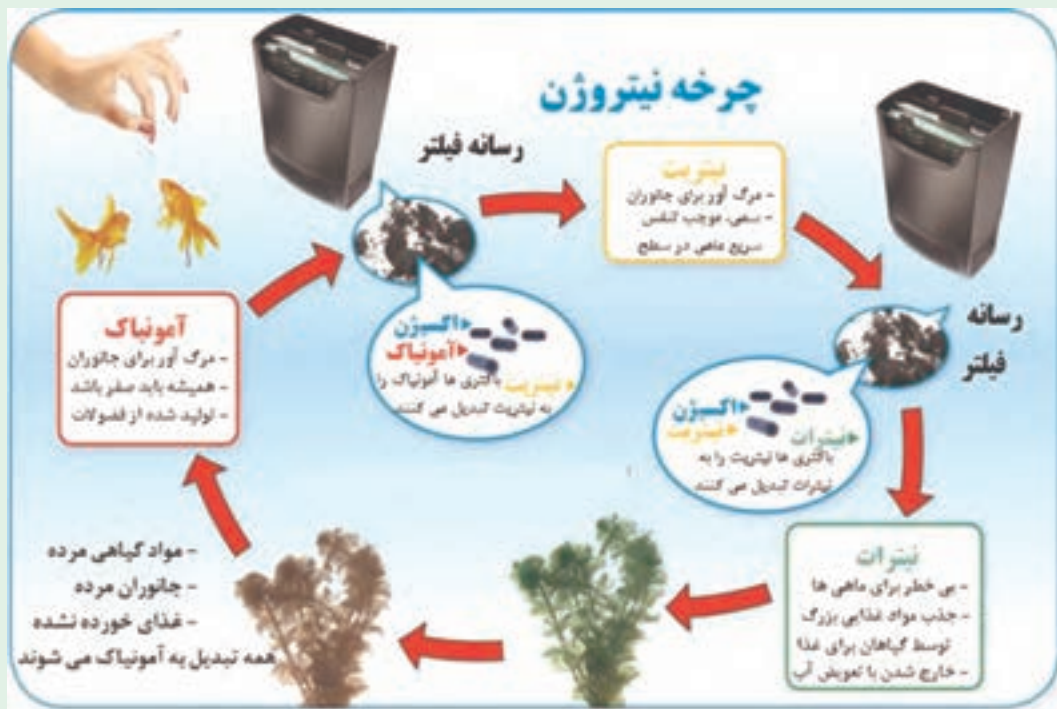 چرخه نیتروژن
رسانه فیلتر
نیتریت
- مرگ آور برای جانوران
- سمی، موجب تنفس
سریع ماهی در سطح
رسانه
فیلتر
آمونیاک
- مرگ آور برای جانوران
- همیشه باید صفر باشد
- تولید شده از فضولات
اکسیژن
آمونیاک
نیتریت
باکتری ها آمونیاک را
به نیتریت تبدیل می کنند
اکسیژن
نیتریت
نیترات
باکتری ها نیتریت را به
نیترات تبدیل می کنند
نیترات
- بی خطر برای ماهی ها
- جذب مواد غذایی بزرگ
توسط گیاهان برای غذا
- خارج شدن با تعویض آب
- مواد گیاهی مرده
- جانوران مرده
- غذای خورده نشده
همه تبدیل به آمونیاک می شوند